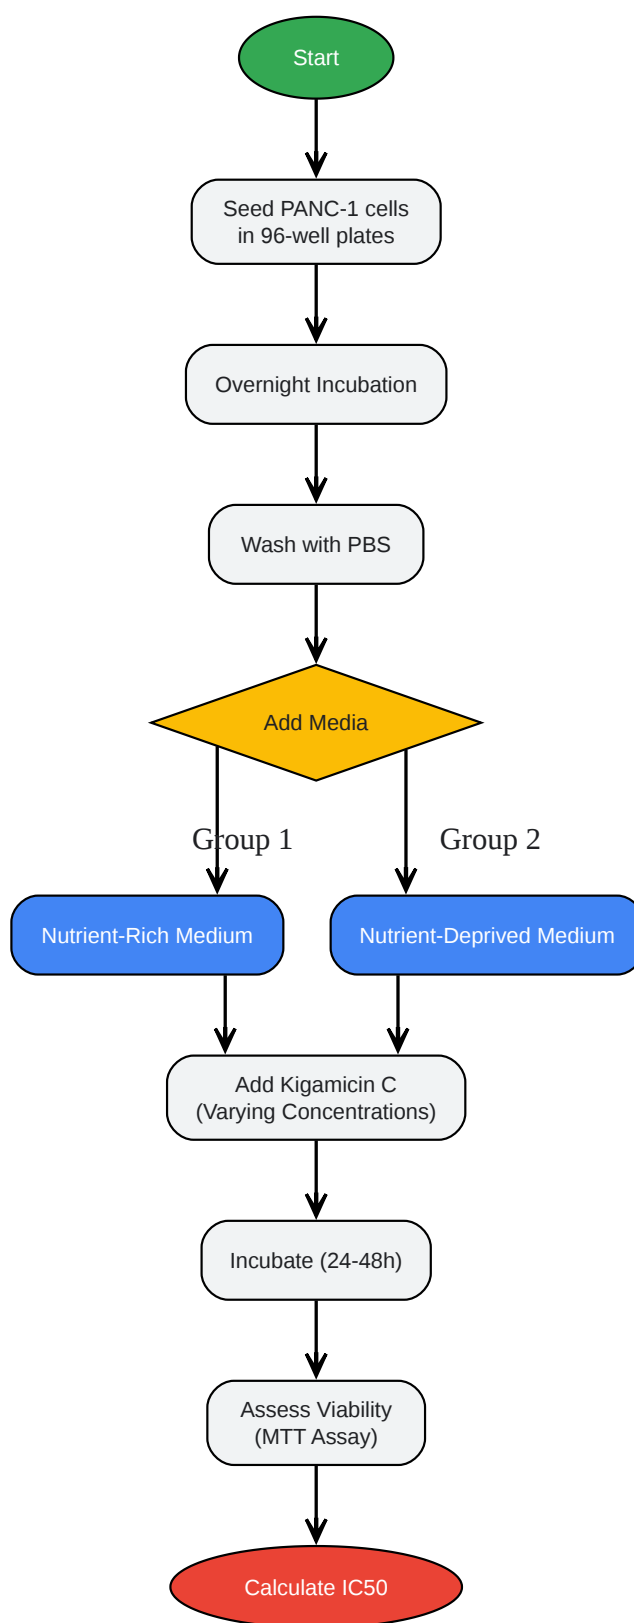 Start
Seed PANC-1 cells
in 96-well plates
Overnight Incubation
Wash with PBS
Add Media
Group 1
Group 2
Nutrient-Rich Medium
Nutrient-Deprived Medium
Add Kigamicin C
(Varying Concentrations)
Incubate (24-48h)
Assess Viability
(MTT Assay)
Calculate IC50